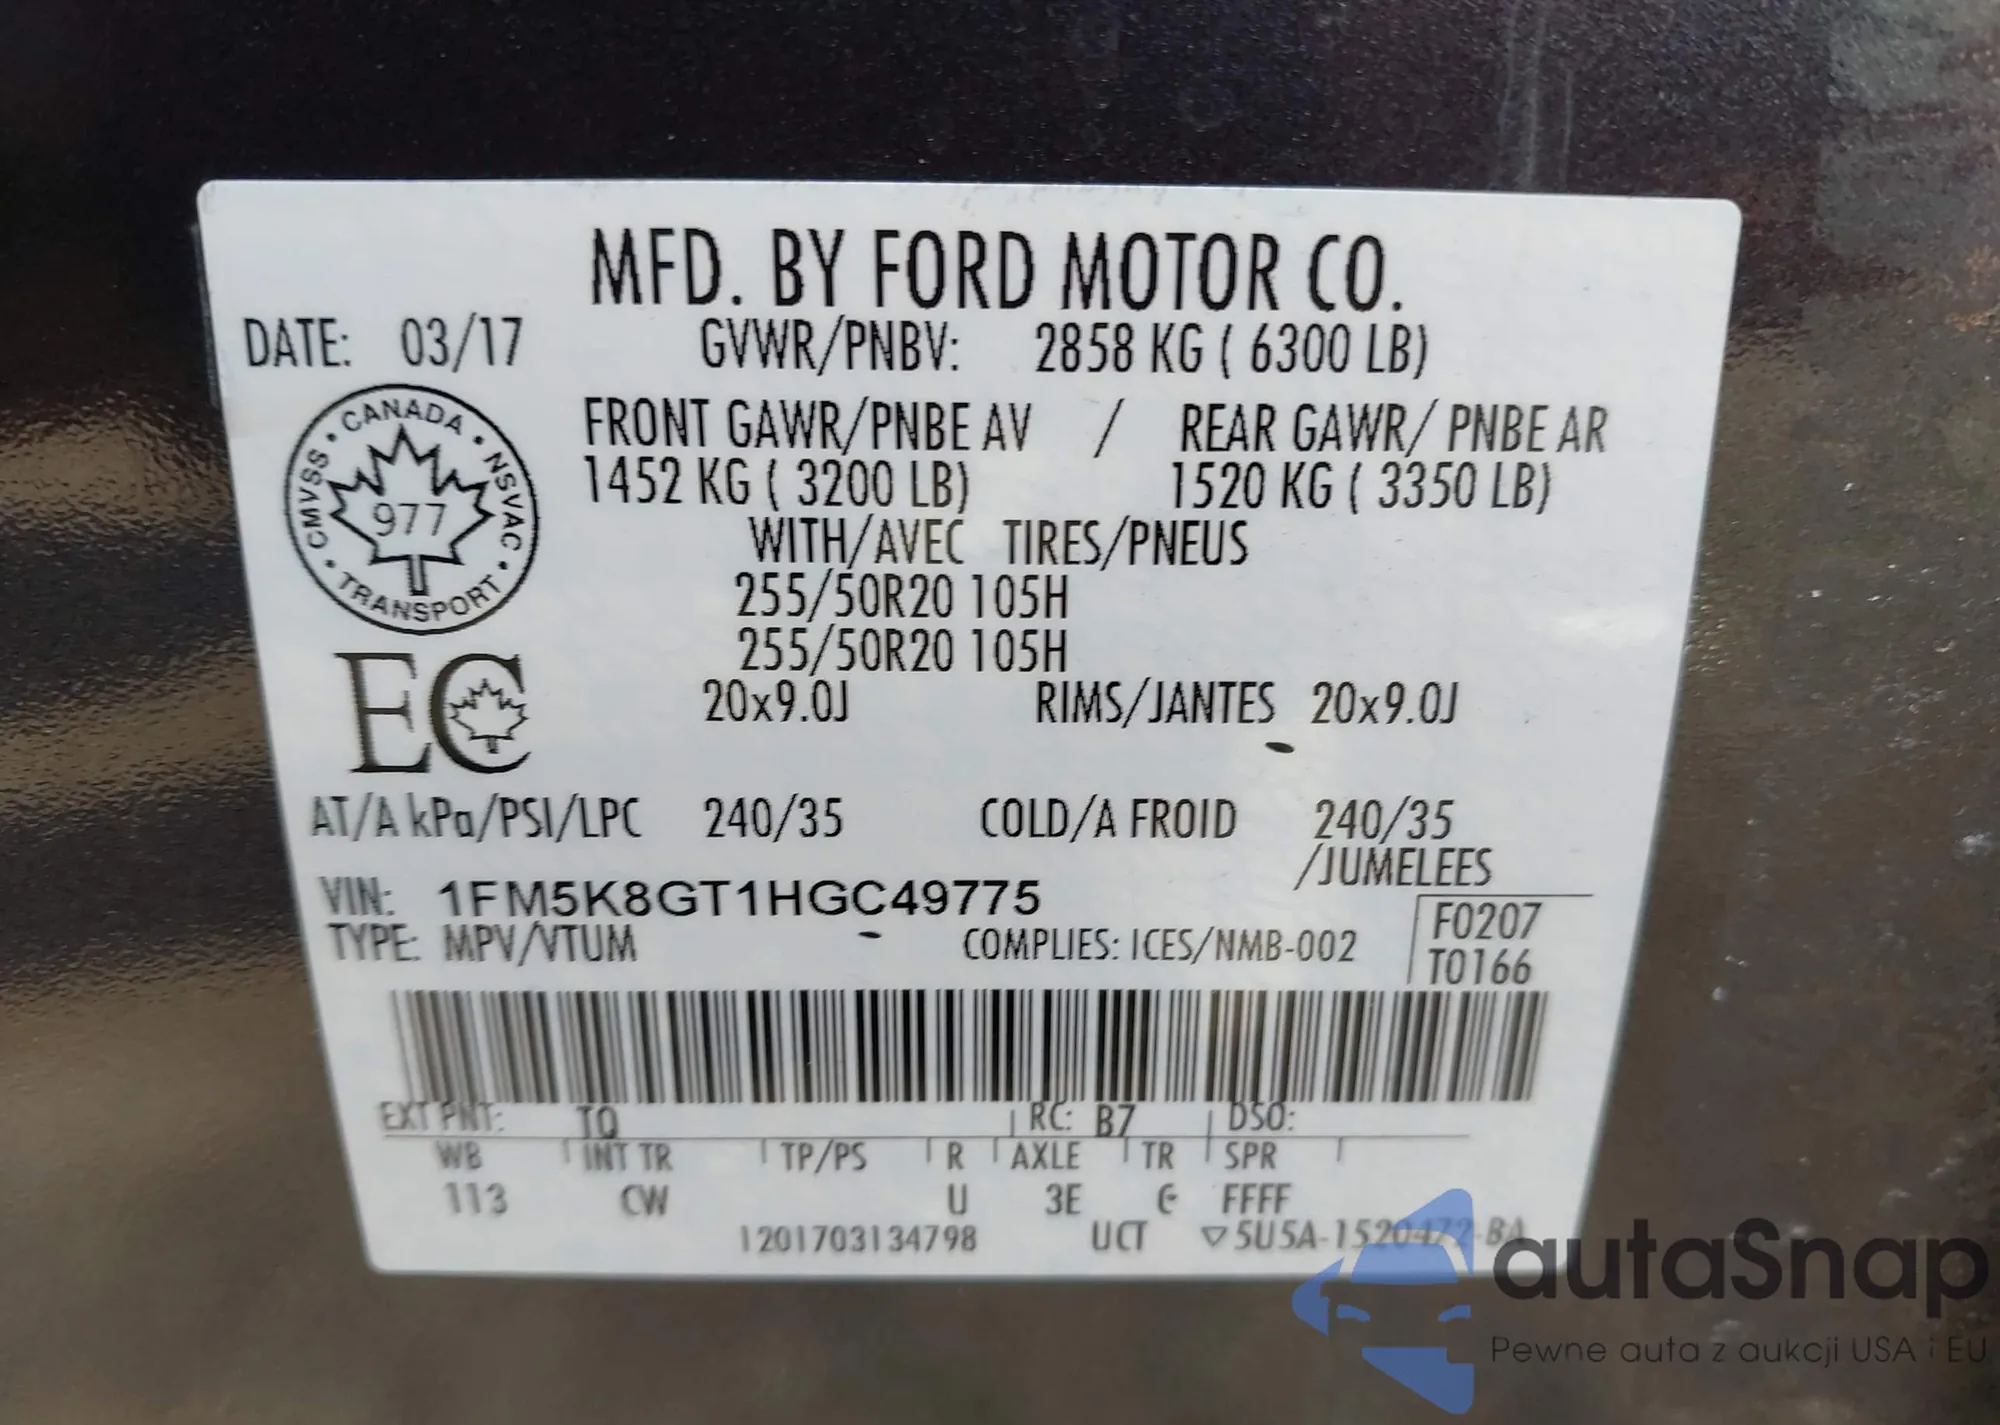 MFD. BY FORD MOTOR CO.
DATE: 03/17 GVWR/PNBV: 2858 KG ( 6300 LB)
FRONT GAWR/PNBE AV / REAR GAWR/ PNBE AR
1452 KG ( 3200 LB) 1520 KG ( 3350 LB)
WITH/AVEC TIRES/PNEUS
255/50R20 105H
255/50R20 105H
20x9.0J RIMS/JANTES 20x9.0J
CANADA
CMVSS 977 NSVAC
TRANSPORT
EC
AT/A kPa/PSI/LPC 240/35 COLD/A FROID 240/35
/JUMELEES
VIN: 1FM5K8GT1HGC49775
TYPE: MPV/VTUM COMPLIES: ICES/NMB-002
F0207
T0166
EXT PNT: TQ RC: B7 DSO:
WB INT TR TP/PS R AXLE TR SPR
113 CW U 3E FFFF
1201703134798 UCT ▽5U5A-1520472-BA
autaSnap
Pewne auta z aukcji USA i EU